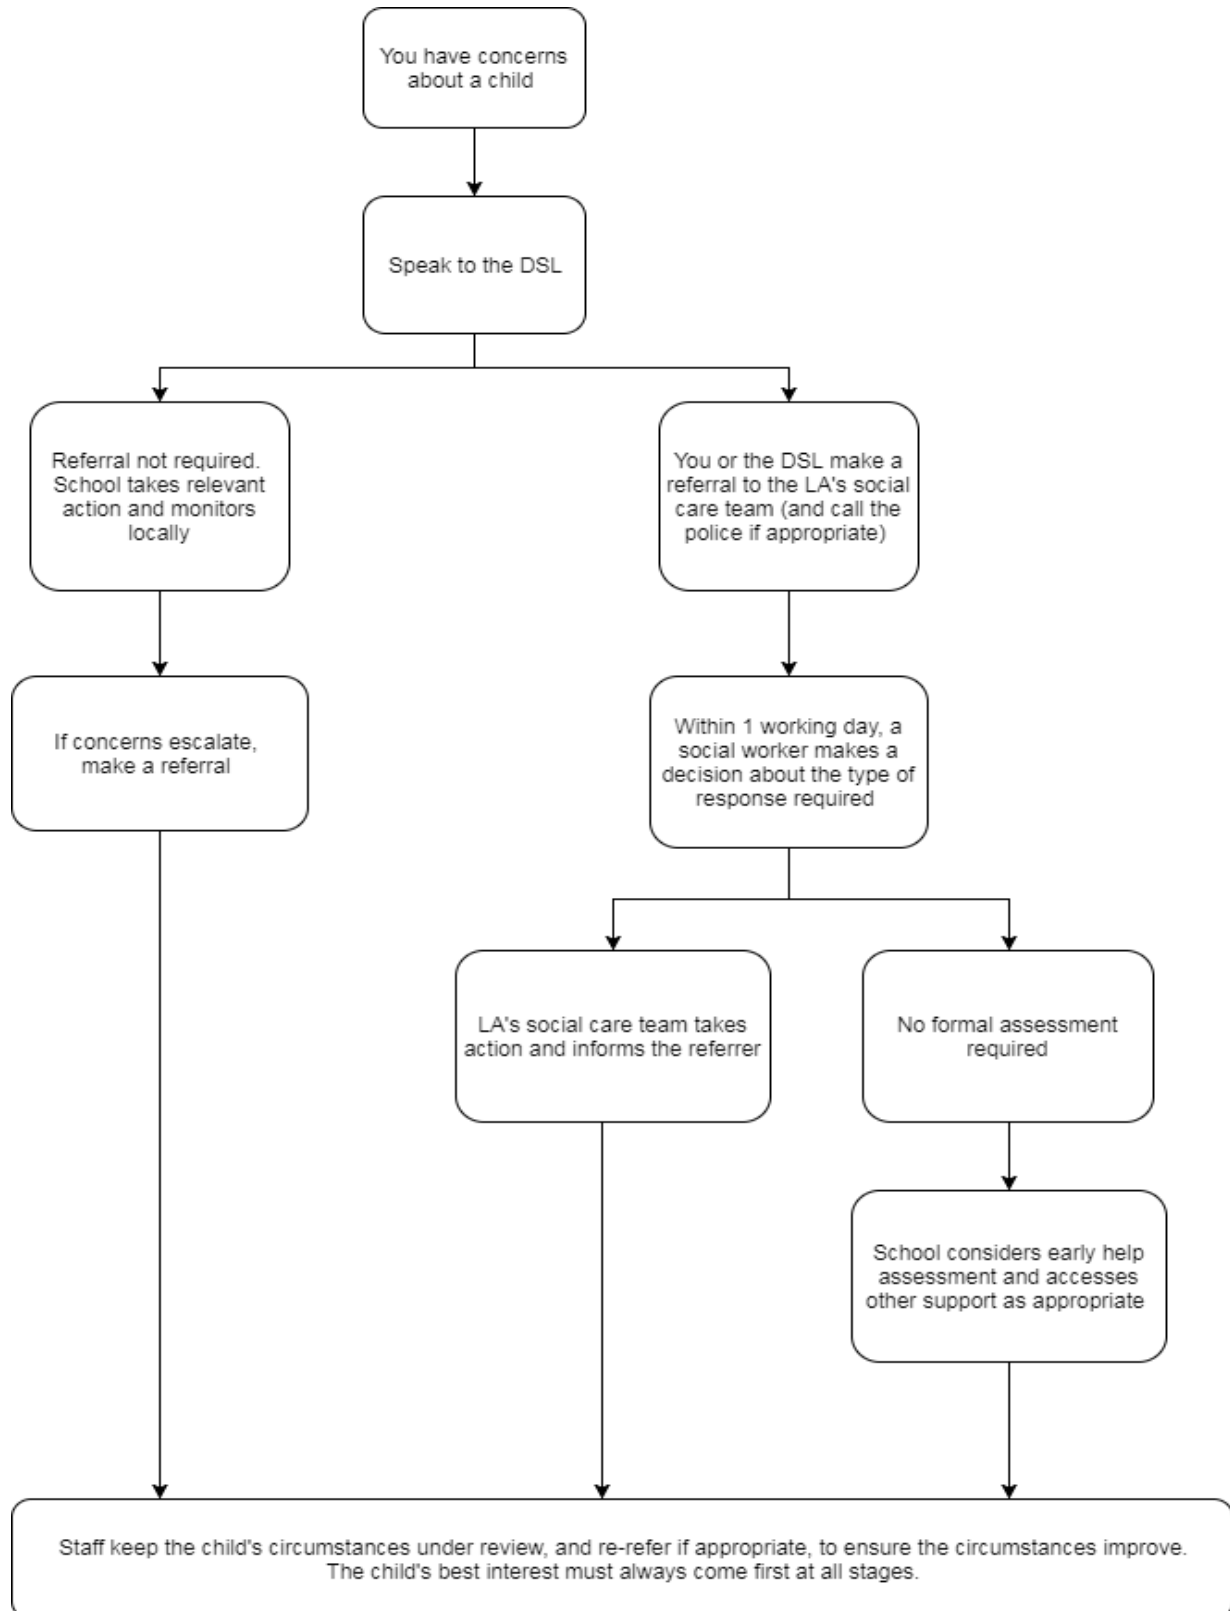 You have concerns
about a child
Speak to the DSL
Referral not required.
School takes relevant
action and monitors
locally
You or the DSL make a
referral to the LA's social
care team (and call the
police if appropriate)
If concerns escalate,
make a referral
Within 1 working day, a
social worker makes a
decision about the type of
response required
LA's social care team takes
action and informs the referrer
No formal assessment
required
School considers early help
assessment and accesses
other support as appropriate
Staff keep the child's circumstances under review, and re-refer if appropriate, to ensure the circumstances improve.
The child's best interest must always come first at all stages.